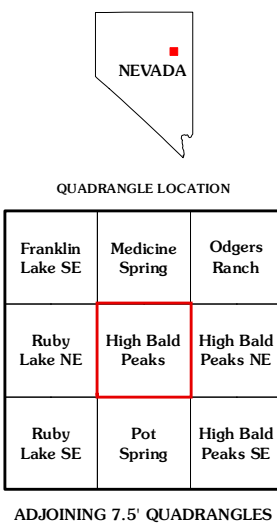 NEVADA
QUADRANGLE LOCATION
Franklin
Lake SE
Medicine
Spring
Odgers
Ranch
Ruby
Lake NE
High Bald
Peaks
High Bald
Peaks NE
Ruby
Lake SE
Pot
Spring
High Bald
Peaks SE
ADJOINING 7.5' QUADRANGLES